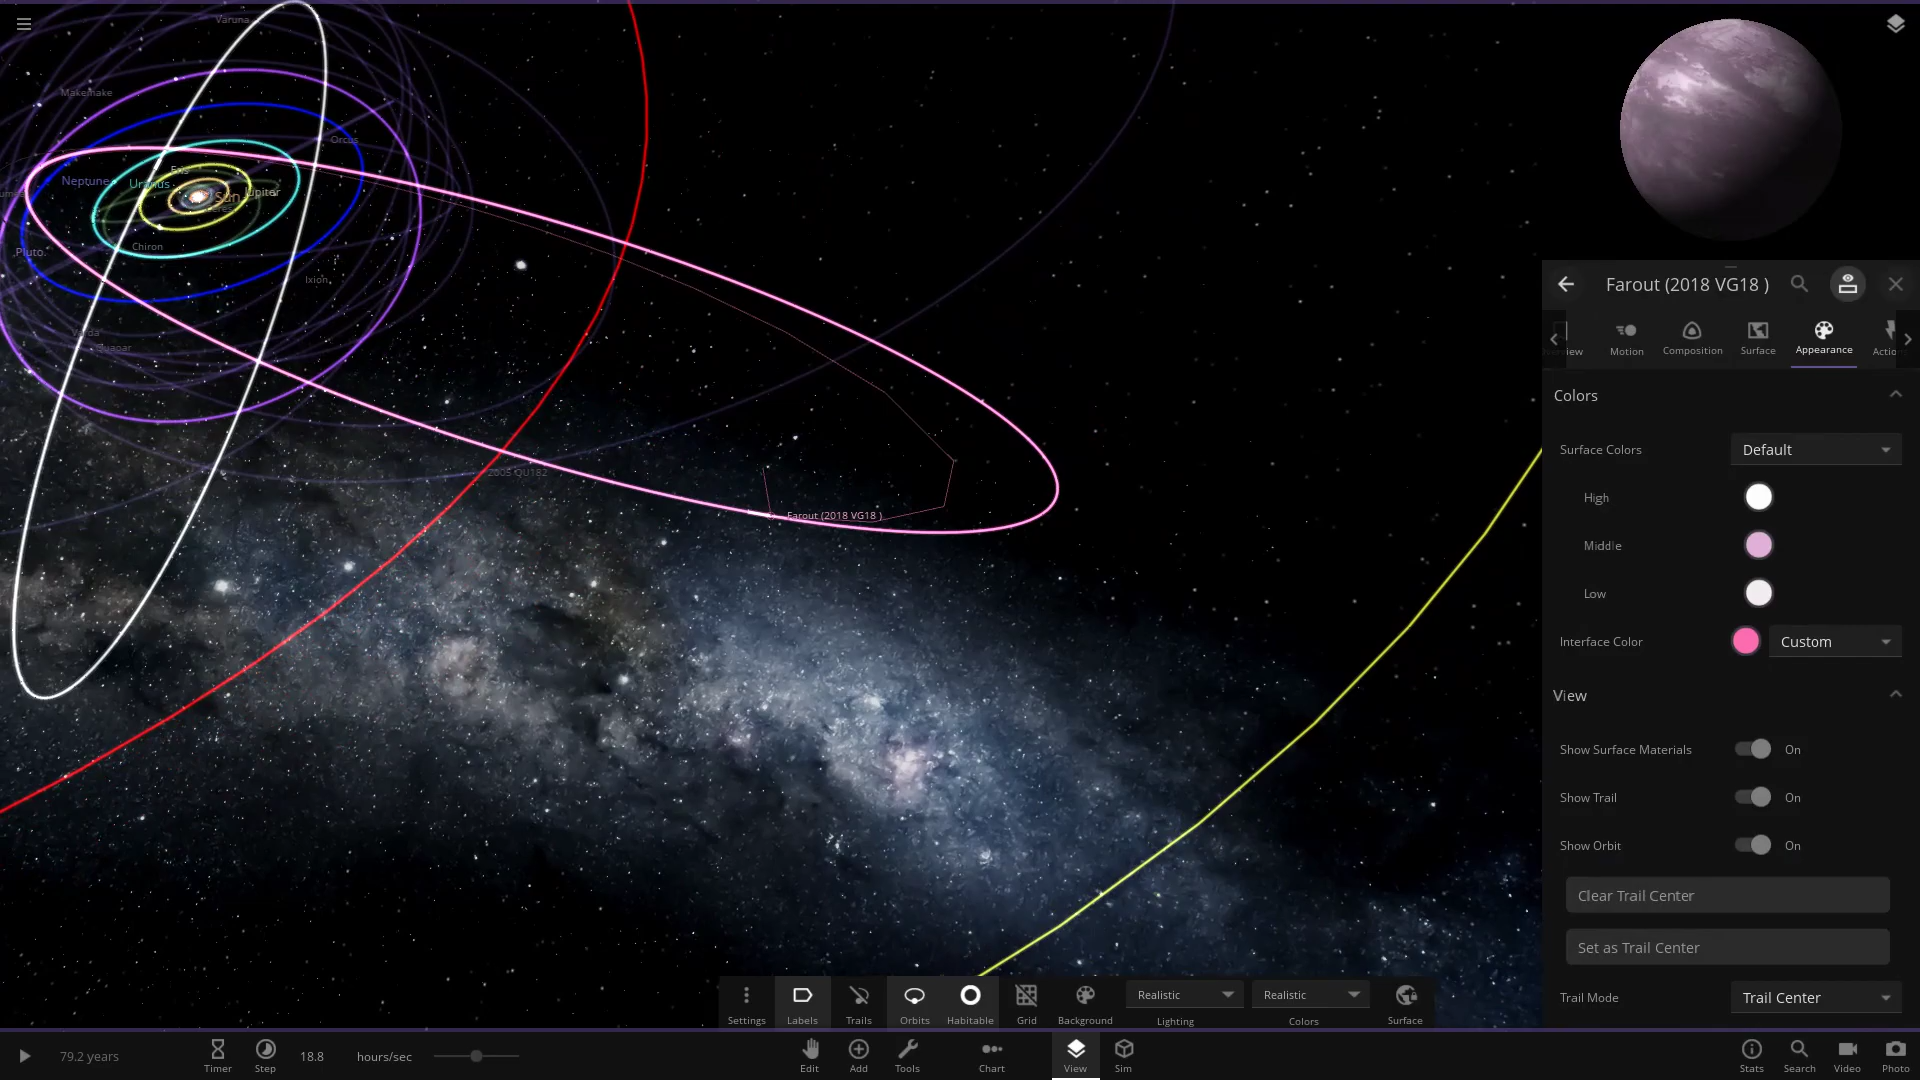 Varuna
Makemake
Orcus
Eris
Neptune
Uranus
Sun
Jupiter
Ceres
Chiron
Pluto
Ixion
Varda
Quaoar
2005 QU182
Farout (2018 VG18 )
Farout (2018 VG18 )
Motion
Composition
Surface
Appearance
Colors
Surface Colors
Default
High
Middle
Low
Interface Color
Custom
View
Show Surface Materials
On
Show Trail
On
Show Orbit
On
Clear Trail Center
Set as Trail Center
Trail Mode
Trail Center
Settings
Labels
Trails
Orbits
Habitable
Grid
Background
Realistic
Lighting
Realistic
Colors
Surface
79.2 years
Timer
Step
18.8
hours/sec
Edit
Add
Tools
Chart
View
Sim
Stats
Search
Video
Photo